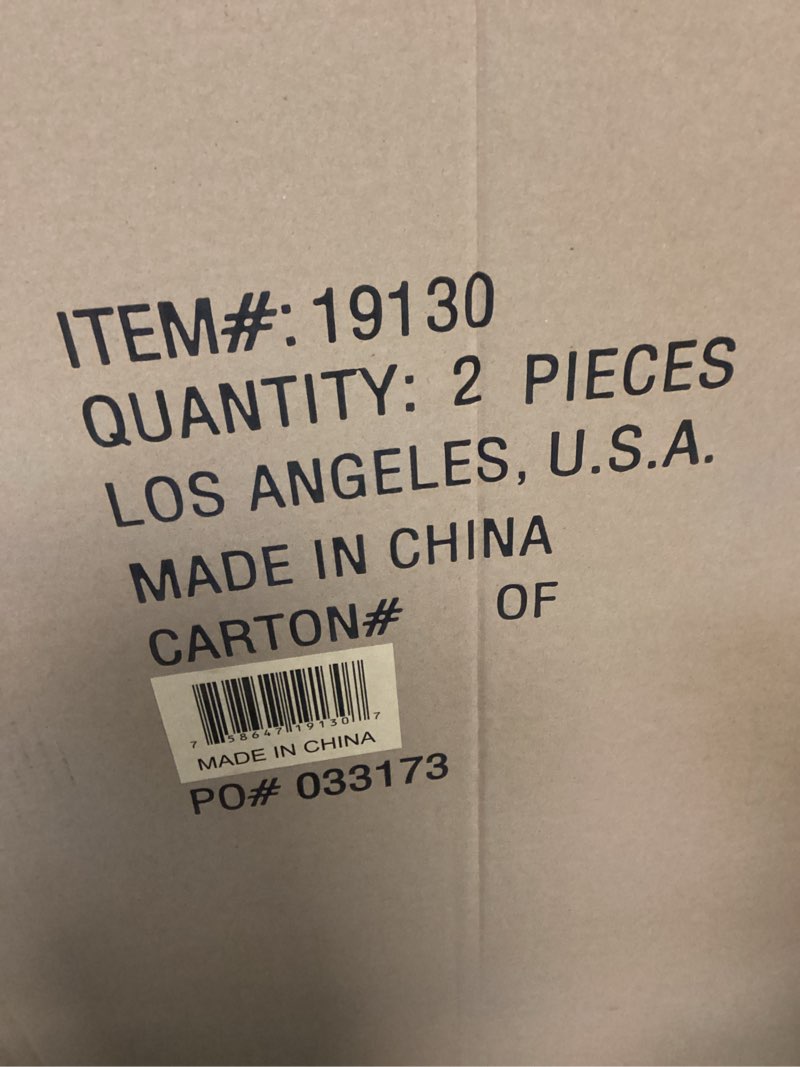 ITEM#: 19130
QUANTITY: 2 PIECES
LOS ANGELES, U.S.A.
MADE IN CHINA
CARTON# OF
7 58647 19130 7
MADE IN CHINA
PO# 033173